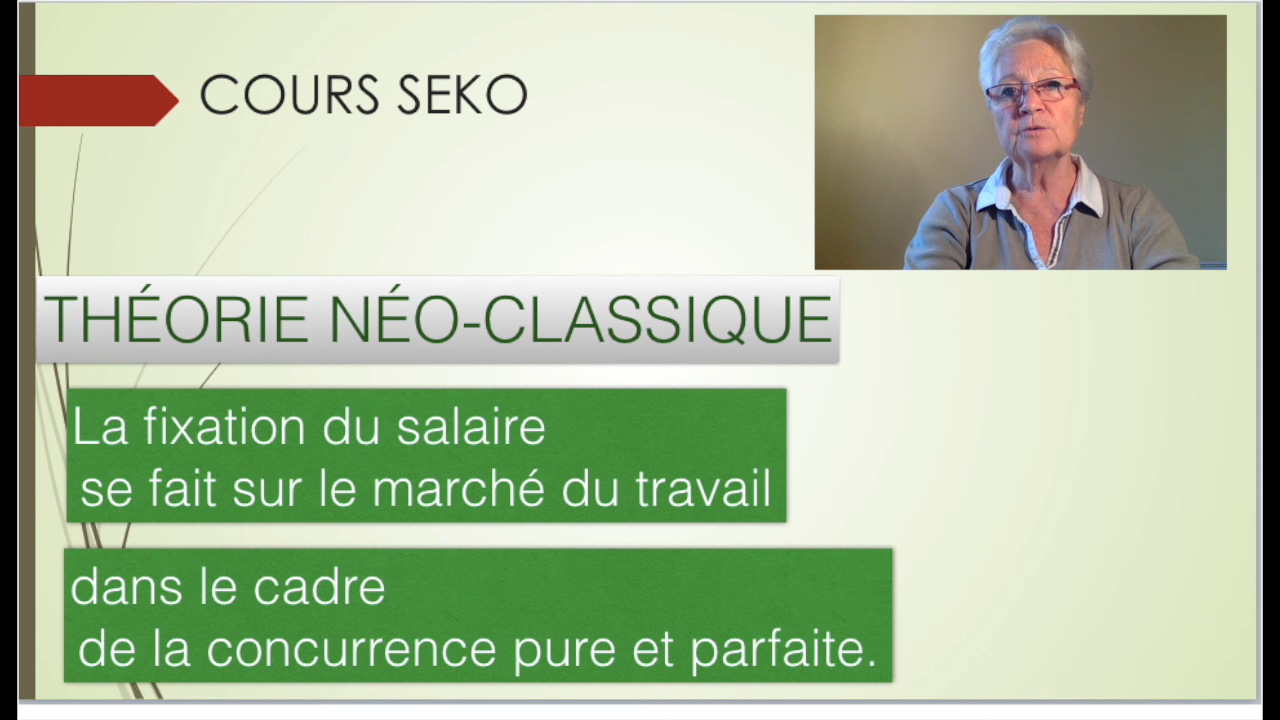 COURS SEKO
THÉORIE NÉO-CLASSIQUE
La fixation du salaire
se fait sur le marché du travail
dans le cadre
de la concurrence pure et parfaite.